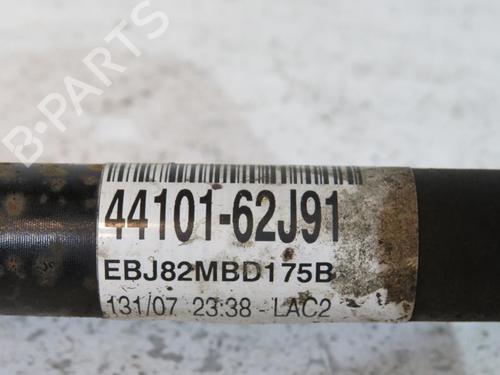 B-PARTS
44101-62J91
EBJ82MBD175B
131/07 23:38 - LAC2